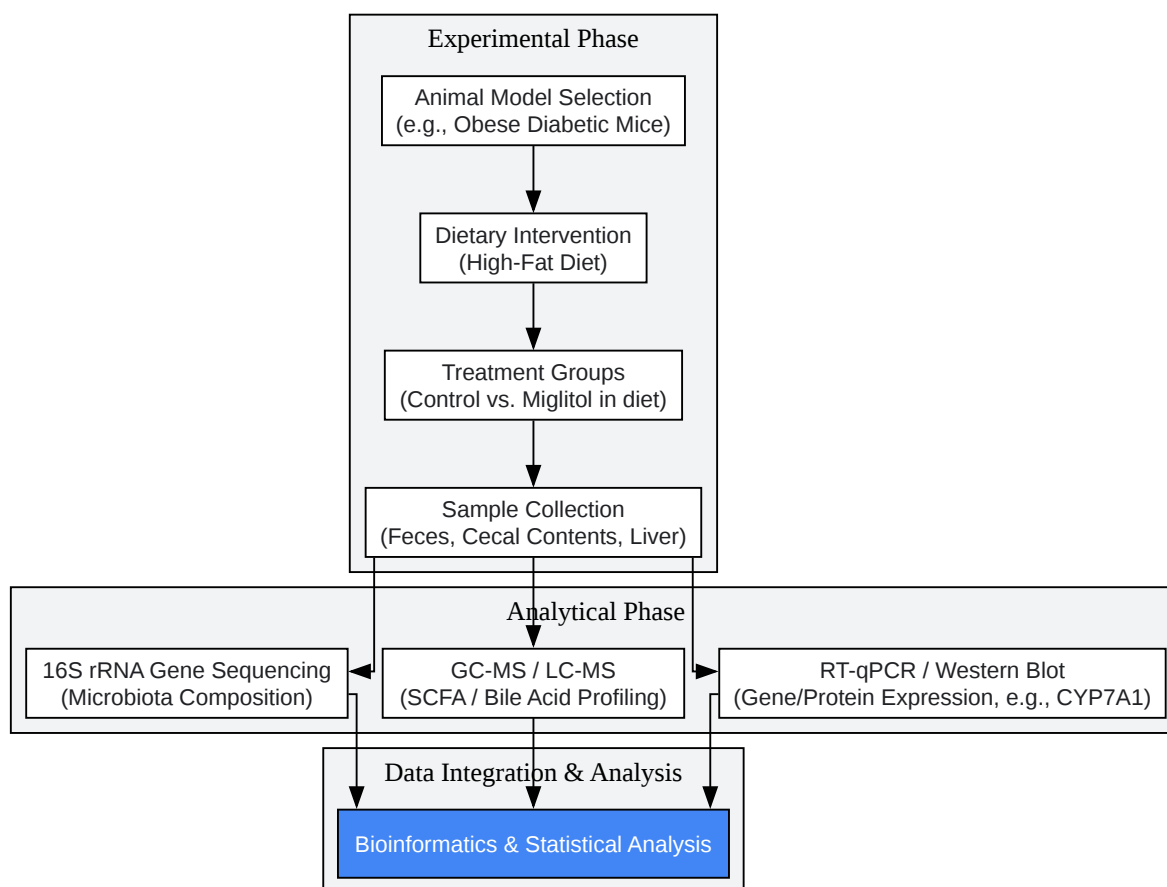 Experimental Phase
Animal Model Selection
(e.g., Obese Diabetic Mice)
Dietary Intervention
(High-Fat Diet)
Treatment Groups
(Control vs. Miglitol in diet)
Sample Collection
(Feces, Cecal Contents, Liver)
Analytical Phase
16S rRNA Gene Sequencing
(Microbiota Composition)
GC-MS / LC-MS
(SCFA / Bile Acid Profiling)
RT-qPCR / Western Blot
(Gene/Protein Expression, e.g., CYP7A1)
Data Integration & Analysis
Bioinformatics & Statistical Analysis